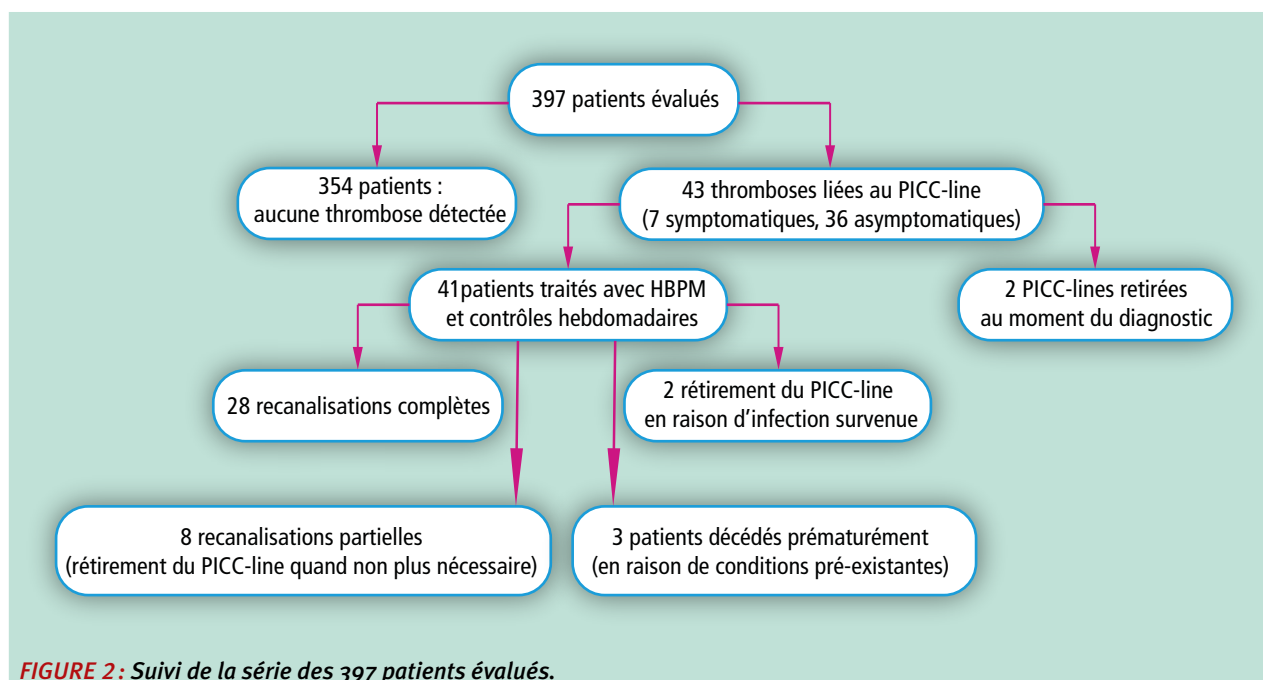 397 patients évalués
354 patients :
aucune thrombose détectée
43 thromboses liées au PICC-line
(7 symptomatiques, 36 asymptomatiques)
41patients traités avec HBPM
et contrôles hebdomadaires
2 PICC-lines retirées
au moment du diagnostic
28 recanalisations complètes
2 rétirement du PICC-line
en raison d'infection survenue
8 recanalisations partielles
(rétirement du PICC-line quand non plus nécessaire)
3 patients décédés prématurément
(en raison de conditions pré-existantes)
FIGURE 2 : Suivi de la série des 397 patients évalués.